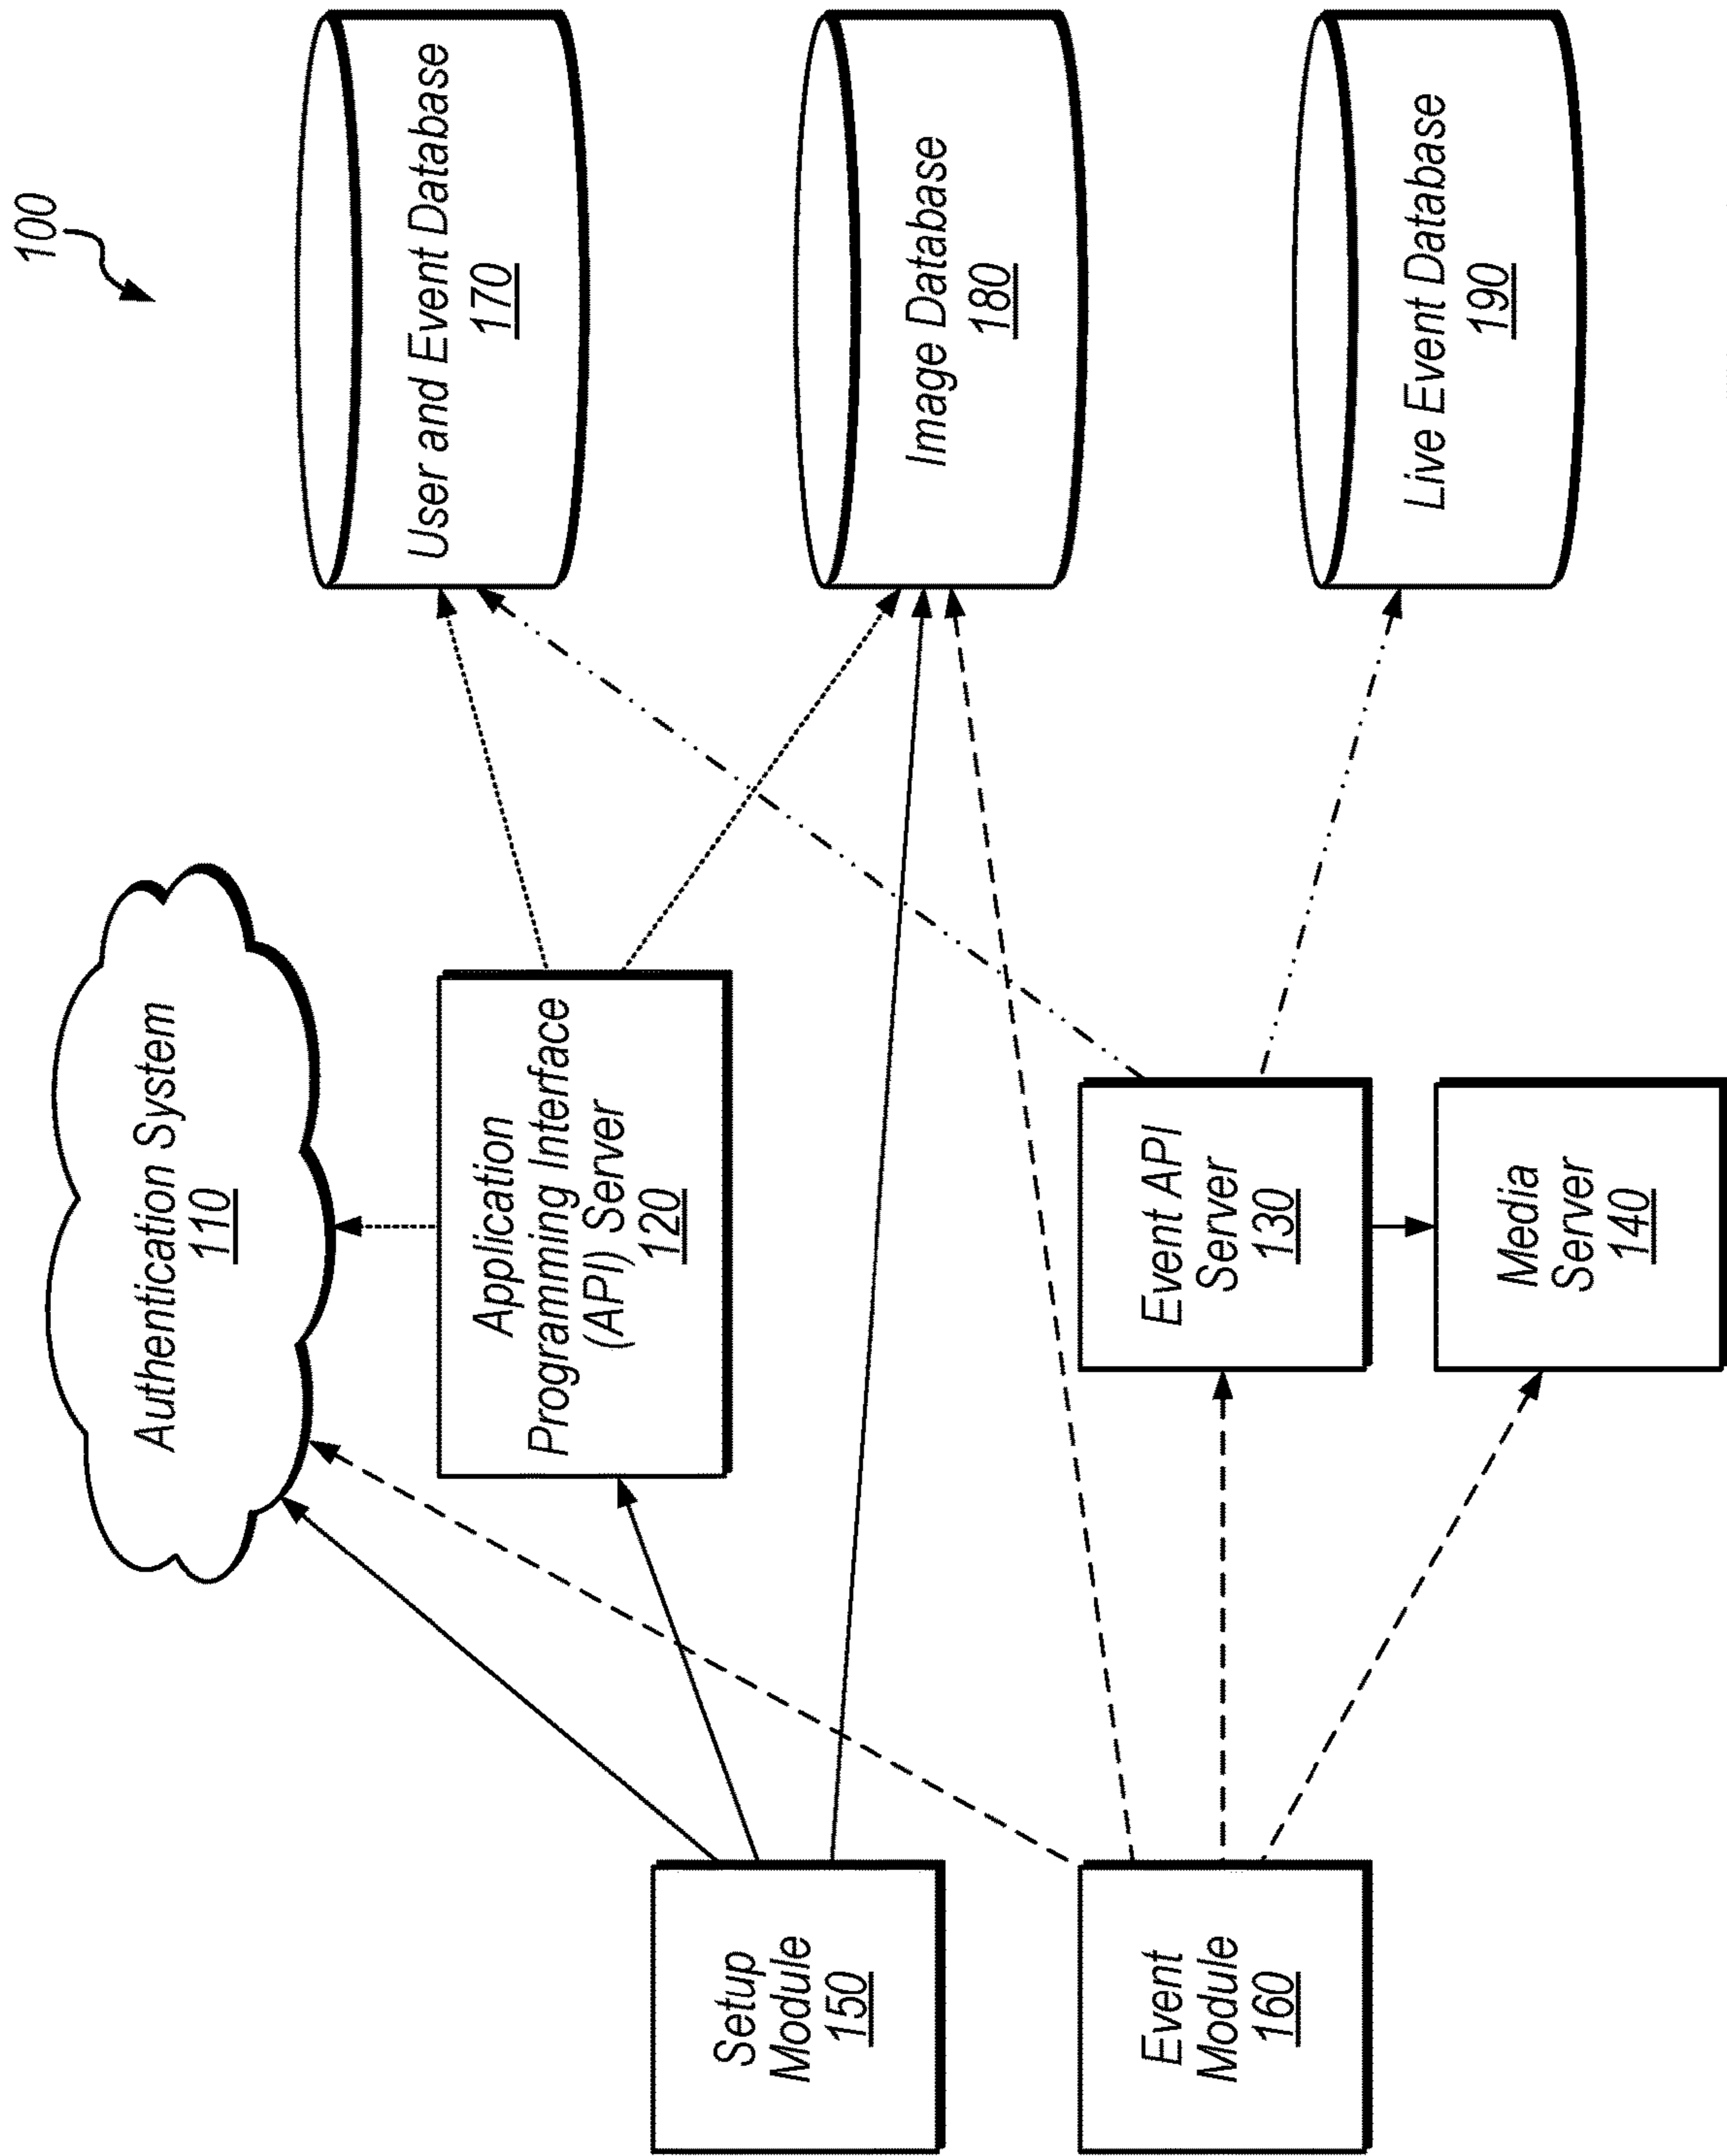 100
Authentication System
110
Application
Programming Interface
(API) Server
120
User and Event Database
170
Setup
Module
150
Image Database
180
Event
Module
160
Event API
Server
130
Media
Server
140
Live Event Database
190